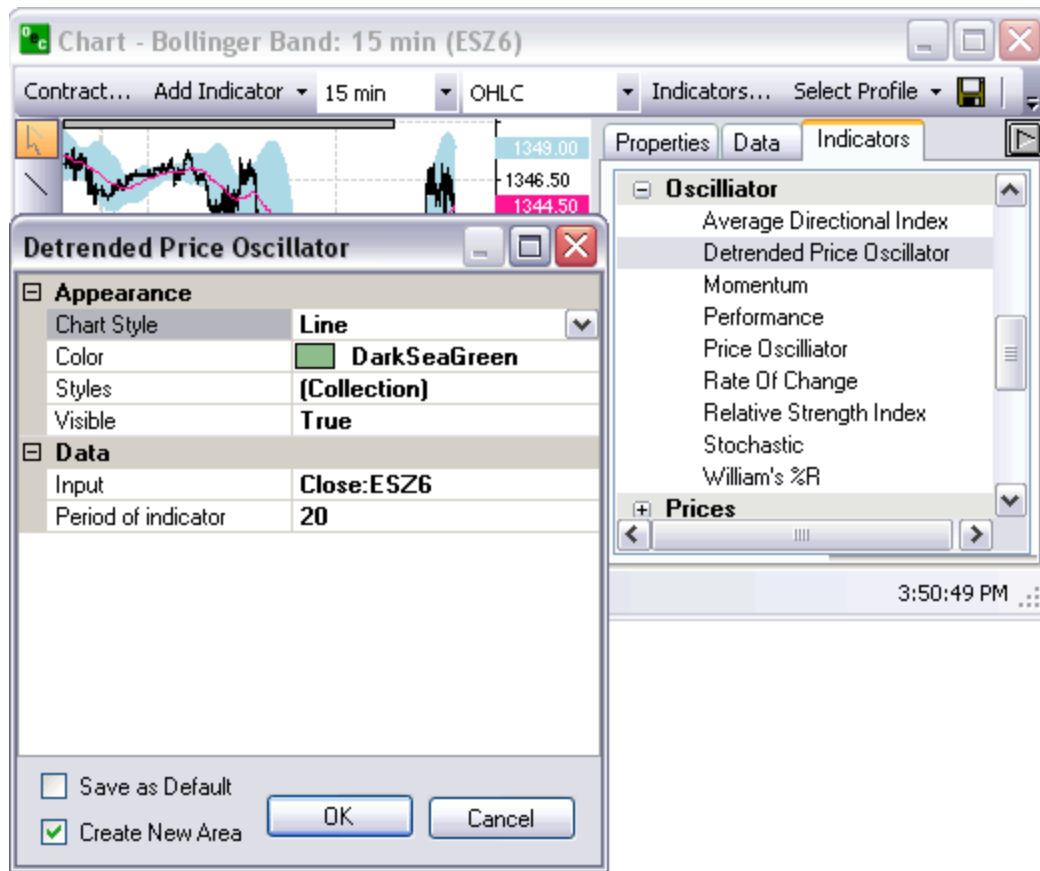 Oec Chart - Bollinger Band: 15 min (ESZ6)
Contract... Add Indicator 15 min OHLC Indicators... Select Profile
1349.00
1346.50
1344.50
Properties Data Indicators
Oscilliator
Average Directional Index
Detrended Price Oscillator
Momentum
Performance
Price Oscilliator
Rate Of Change
Relative Strength Index
Stochastic
William's %R
Prices
3:50:49 PM
Detrended Price Oscillator
Appearance
Chart Style Line
Color DarkSeaGreen
Styles (Collection)
Visible True
Data
Input Close:ESZ6
Period of indicator 20
Save as Default
Create New Area
OK Cancel